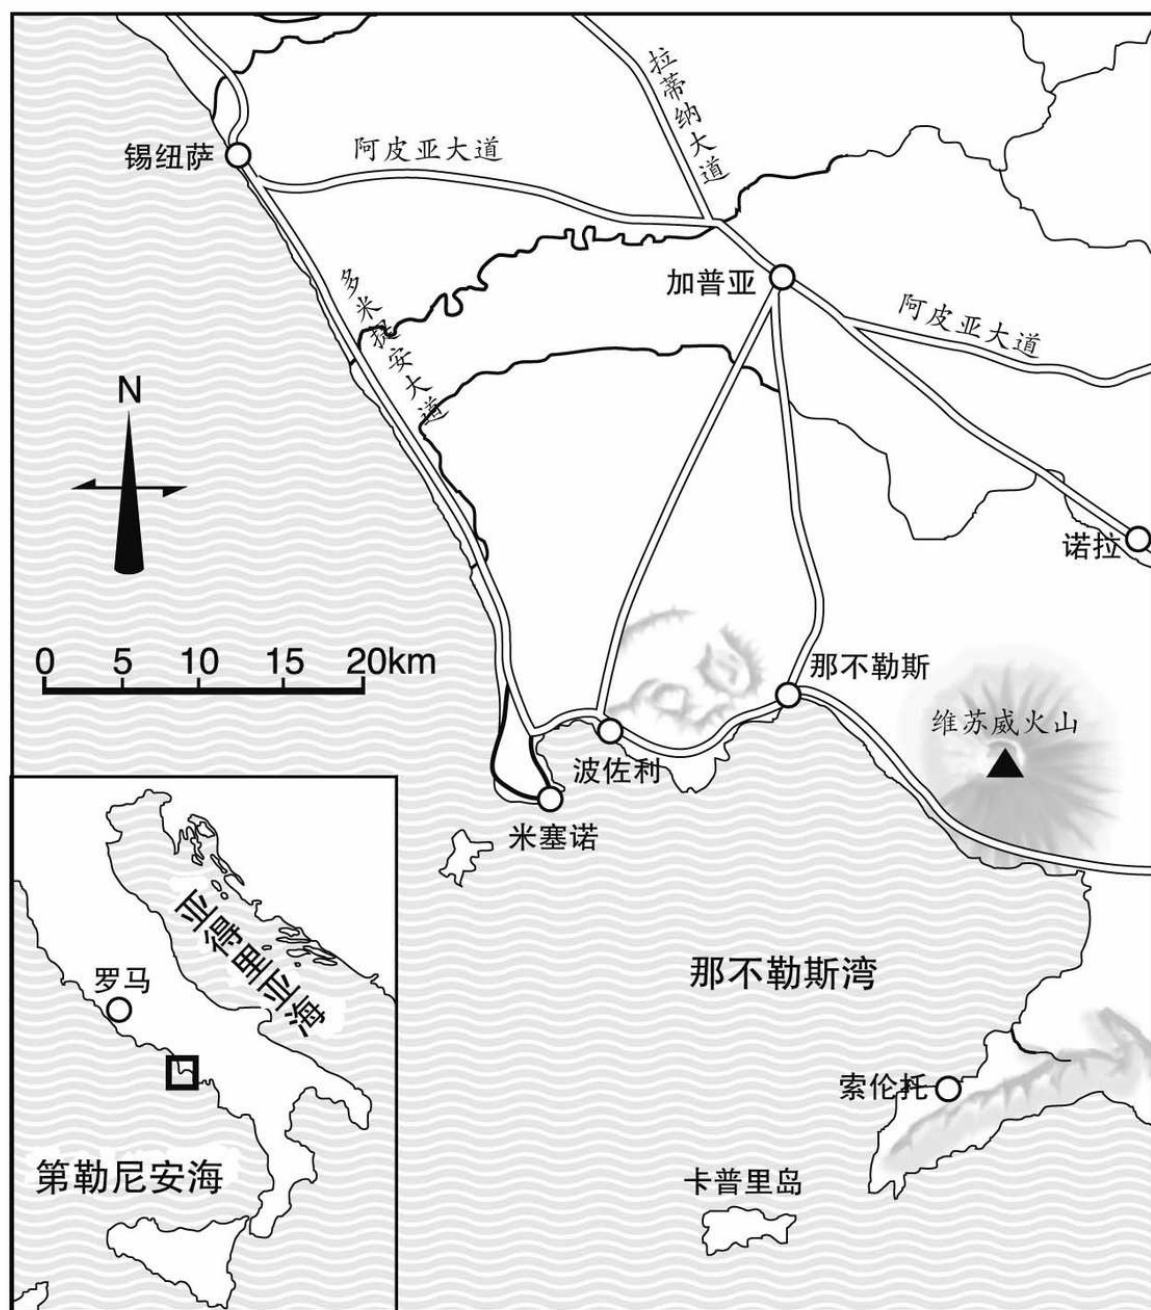 拉蒂纳大道
阿皮亚大道
锡纽萨
加普亚
多米提安大道
阿皮亚大道
N
诺拉
0 5 10 15 20km
那不勒斯
维苏威火山
波佐利
米塞诺
亚得里亚海
那不勒斯湾
罗马
索伦托
第勒尼安海
卡普里岛